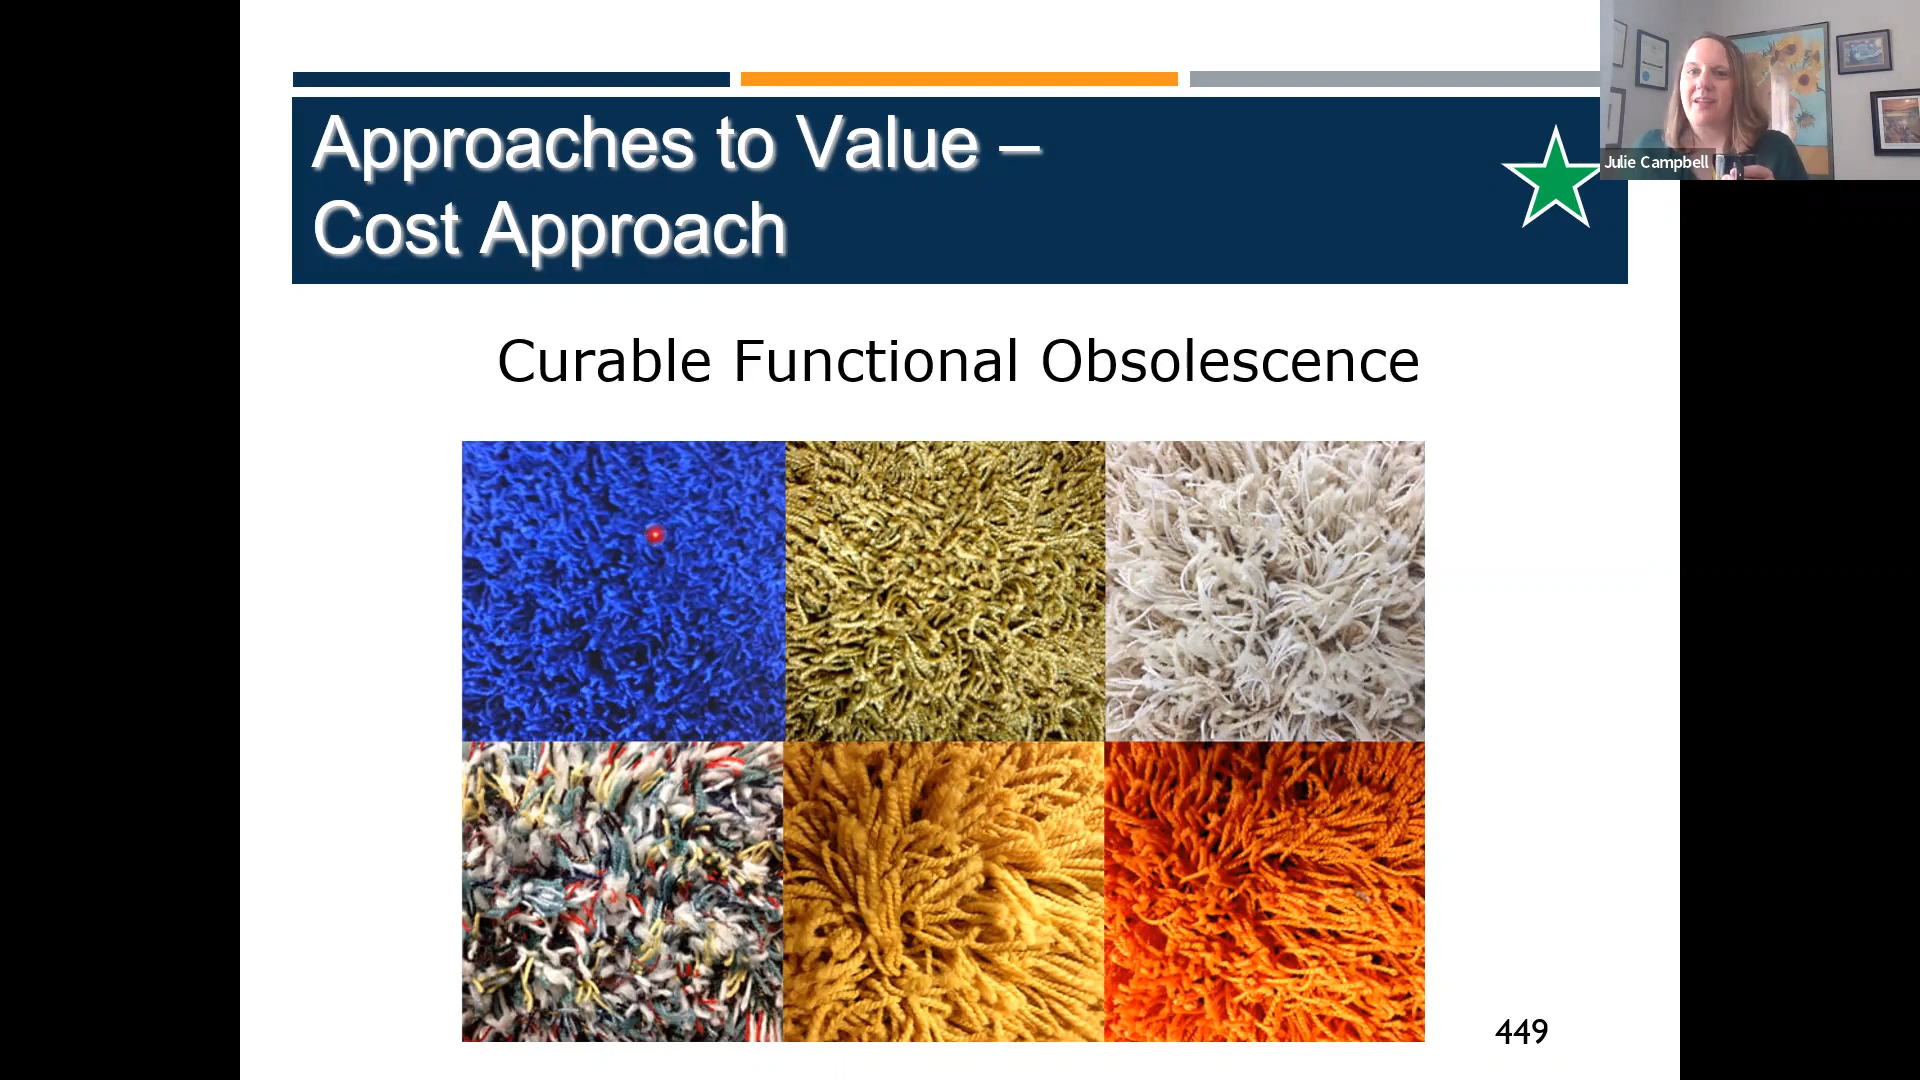 Approaches to Value –
Cost Approach
Julie Campbell
Curable Functional Obsolescence
449